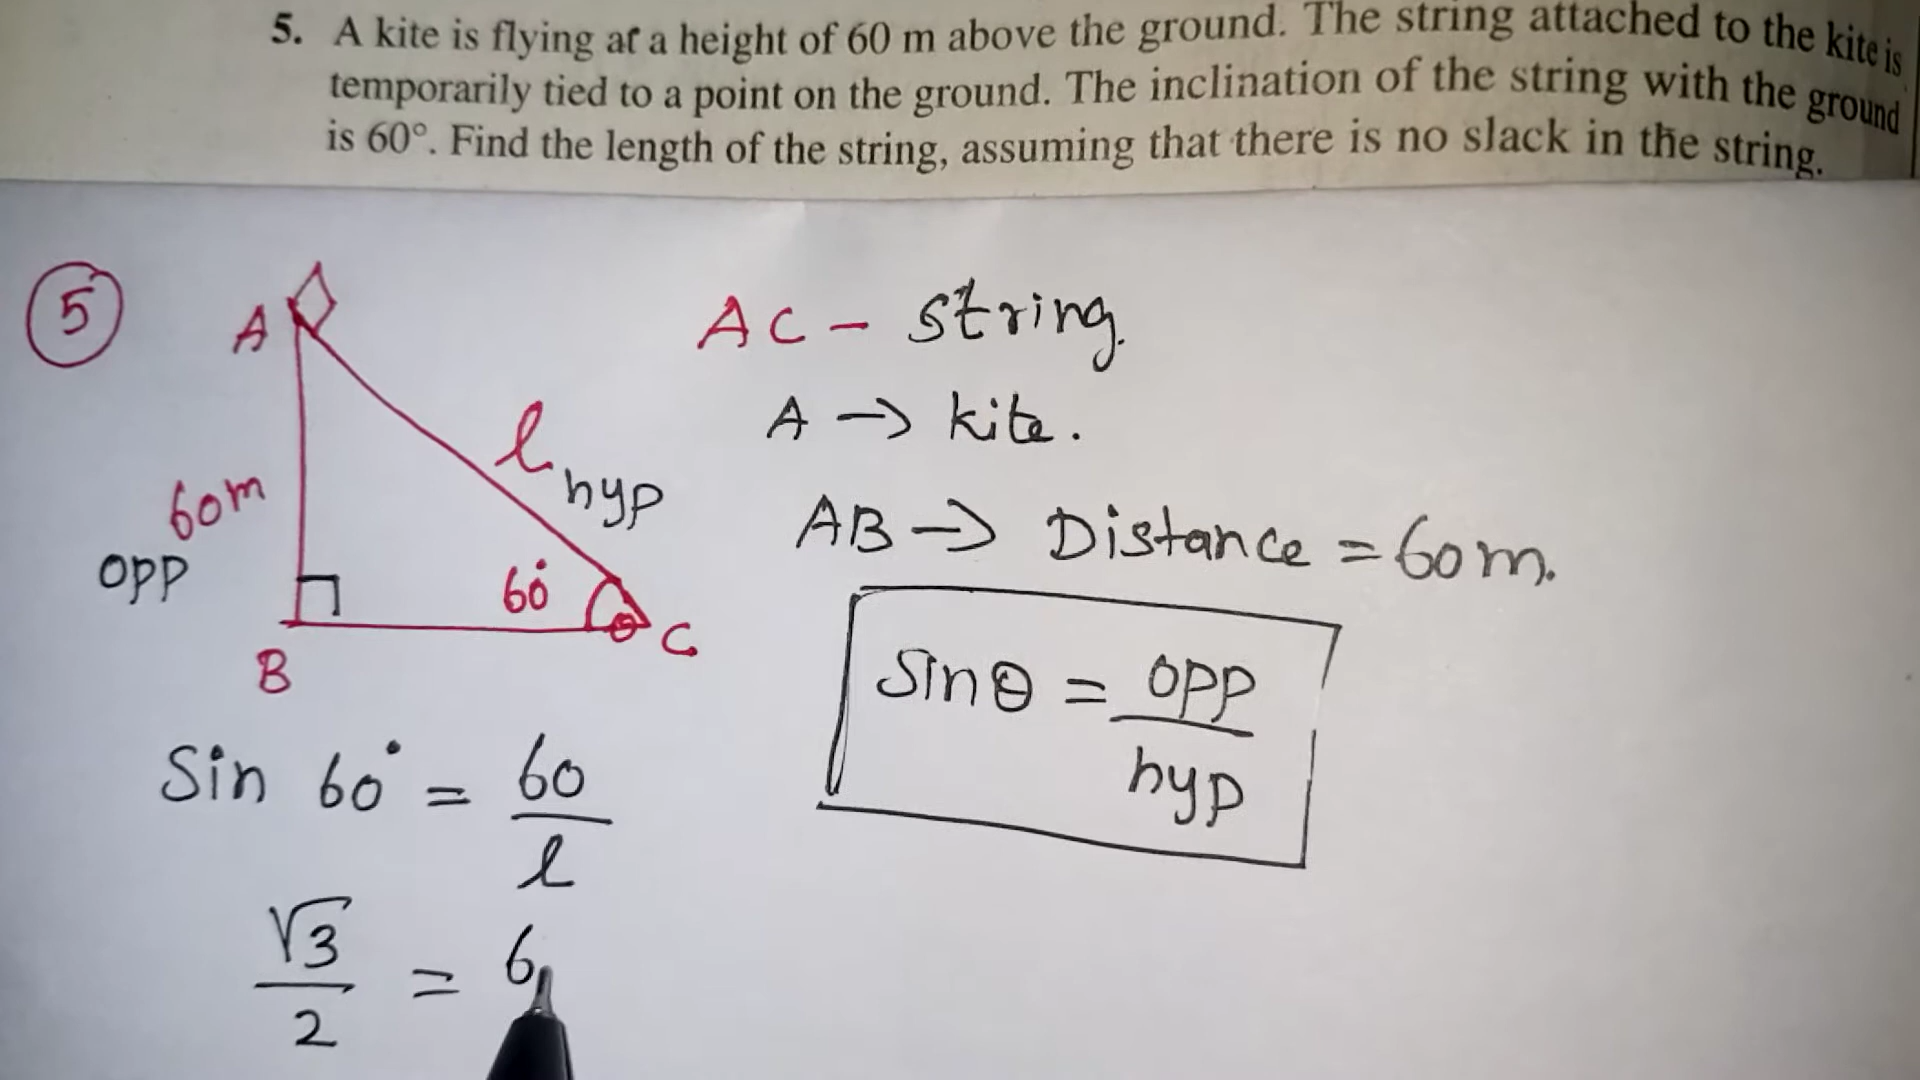 5. A kite is flying at a height of 60 m above the ground. The string attached to the kite is
temporarily tied to a point on the ground. The inclination of the string with the ground
is 60°. Find the length of the string, assuming that there is no slack in the string.
5
A
AC - string.
A → kite.
l
hyp
60m
opp
AB → Distance = 60m.
60°
θ
C
B
Sinθ = opp
hyp
Sin 60° = 60
l
√3
2
= 6